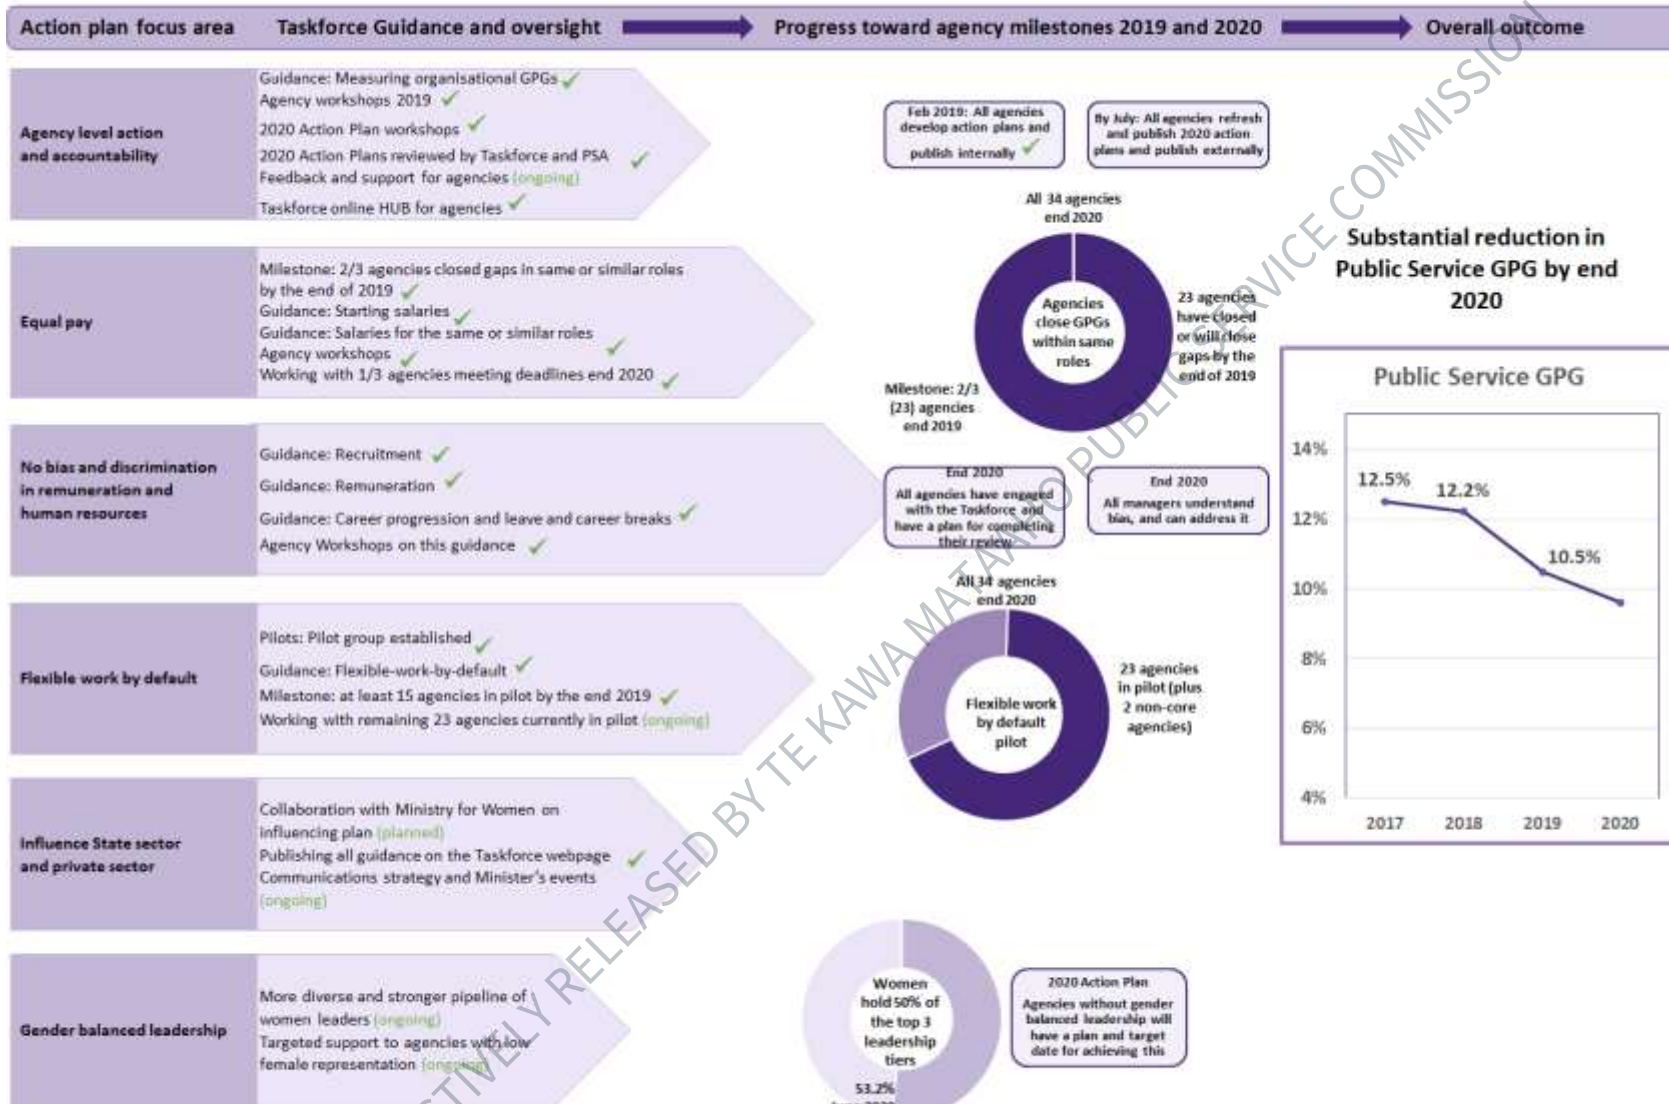 Action plan focus area
Taskforce Guidance and oversight
Progress toward agency milestones 2019 and 2020
Overall outcome
Agency level action
and accountability
Guidance: Measuring organisational GPGs ✓
Agency workshops 2019 ✓
2020 Action Plan workshops ✓
2020 Action Plans reviewed by Taskforce and PSA ✓
Feedback and support for agencies (ongoing)
Taskforce online HUB for agencies ✓
Feb 2019: All agencies
develop action plans and
publish internally ✓
By July: All agencies refresh
and publish 2020 action
plans and publish externally
Equal pay
Milestone: 2/3 agencies closed gaps in same or similar roles
by the end of 2019 ✓
Guidance: Starting salaries ✓
Guidance: Salaries for the same or similar roles ✓
Agency workshops ✓
Working with 1/3 agencies meeting deadlines end 2020 ✓
All 34 agencies
end 2020
Agencies
close GPGs
within same
roles
23 agencies
have closed
or will close
gaps by the
end of 2019
Milestone: 2/3
(23) agencies
end 2019
No bias and discrimination
in remuneration and
human resources
Guidance: Recruitment ✓
Guidance: Remuneration ✓
Guidance: Career progression and leave and career breaks ✓
Agency Workshops on this guidance ✓
End 2020
All agencies have engaged
with the Taskforce and
have a plan for completing
their review
End 2020
All managers understand
bias, and can address it
Flexible work by default
Pilots: Pilot group established ✓
Guidance: Flexible-work-by-default ✓
Milestone: at least 15 agencies in pilot by the end 2019 ✓
Working with remaining 23 agencies currently in pilot (ongoing)
All 34 agencies
end 2020
Flexible work
by default
pilot
23 agencies
in pilot (plus
2 non-core
agencies)
Influence State sector
and private sector
Collaboration with Ministry for Women on
influencing plan (planned)
Publishing all guidance on the Taskforce webpage ✓
Communications strategy and Minister's events
(ongoing)
Gender balanced leadership
More diverse and stronger pipeline of
women leaders (ongoing)
Targeted support to agencies with low
female representation (ongoing)
Women
hold 50% of
the top 3
leadership
tiers
53.2%
2020 Action Plan
Agencies without gender
balanced leadership will
have a plan and target
date for achieving this
Substantial reduction in
Public Service GPG by end
2020
Public Service GPG
14%
12%
10%
8%
6%
4%
12.5%
12.2%
10.5%
2017 2018 2019 2020
RELEASED BY TE KAWA MATAAHO PUBLIC SERVICE COMMISSION